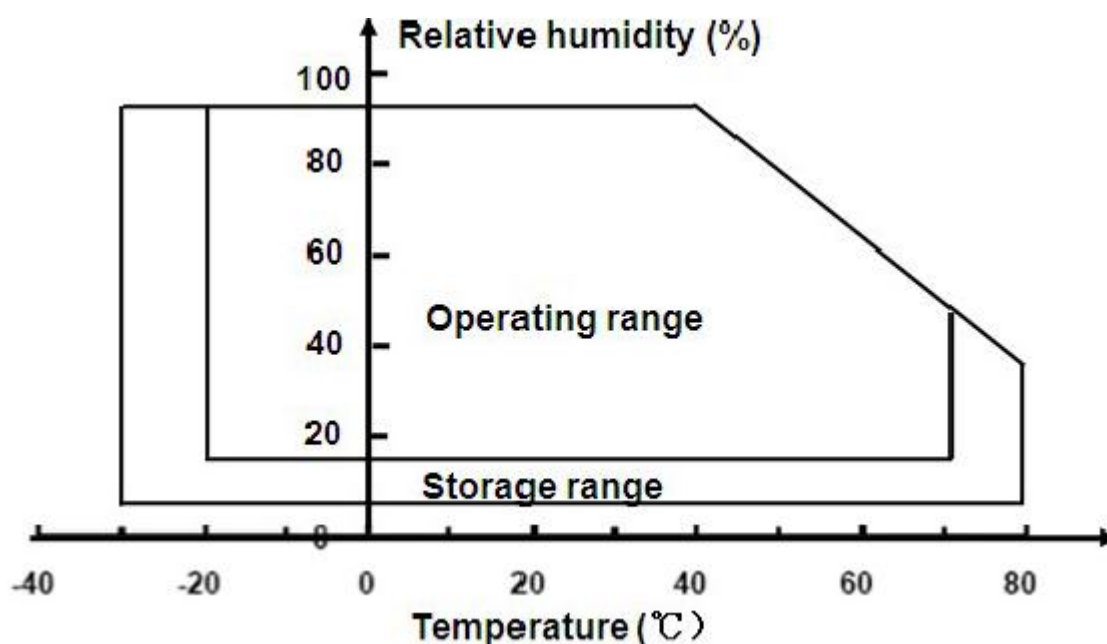 Relative humidity (%)
100
80
60
40
20
0
Operating range
Storage range
-40 -20 0 20 40 60 80
Temperature (℃）